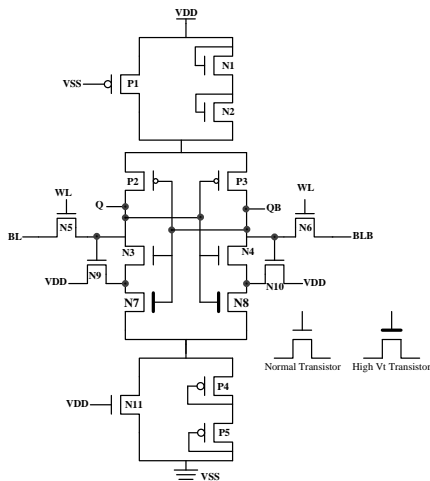 VDD
N1
VSS
P1
N2
P2
P3
WL
Q
QB
WL
N5
N6
BL
BLB
N3
N4
N9
VDD
N10
VDD
N7
N8
Normal Transistor
High Vt Transistor
P4
VDD
N11
P5
VSS